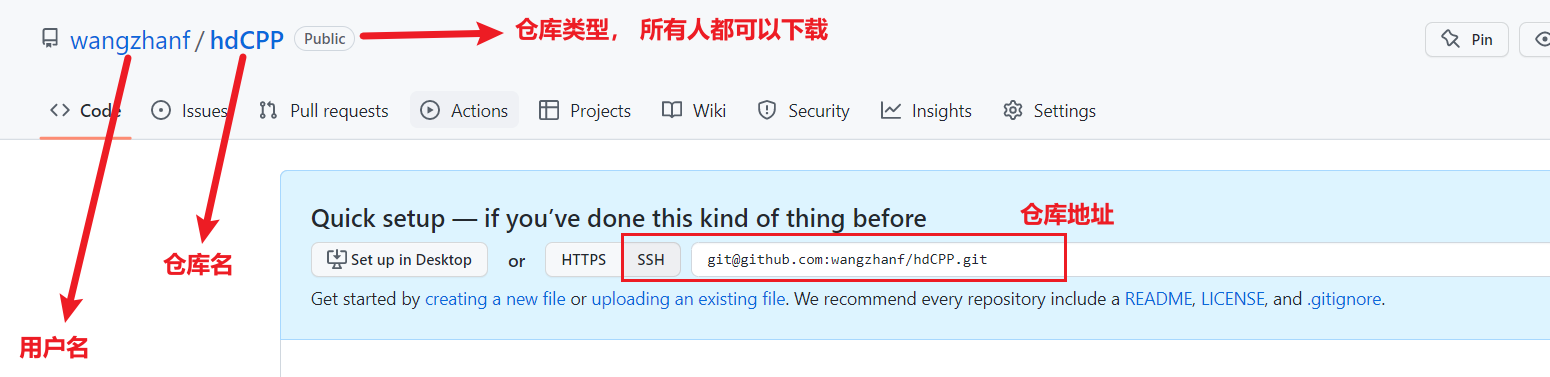 wangzhanf / hdCPP Public 仓库类型， 所有人都可以下载 Pin
Code Issues Pull requests Actions Projects Wiki Security Insights Settings
Quick setup — if you’ve done this kind of thing before 仓库地址
Set up in Desktop or HTTPS SSH git@github.com:wangzhanf/hdCPP.git
仓库名
Get started by creating a new file or uploading an existing file. We recommend every repository include a README, LICENSE, and .gitignore.
用户名